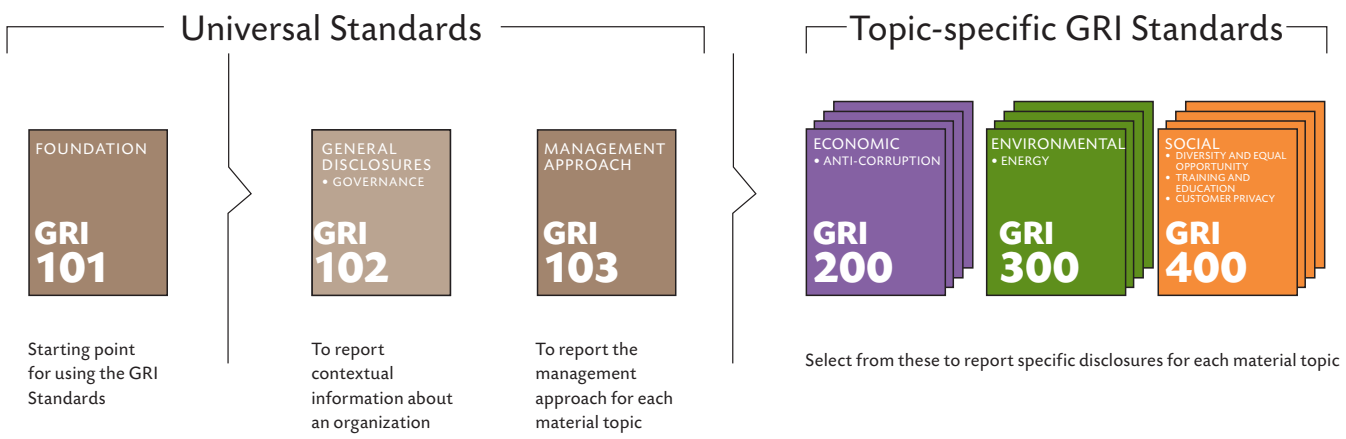 Universal Standards
Topic-specific GRI Standards
FOUNDATION
GRI
101
GENERAL
DISCLOSURES
• GOVERNANCE
GRI
102
MANAGEMENT
APPROACH
GRI
103
ECONOMIC
• ANTI-CORRUPTION
GRI
200
ENVIRONMENTAL
• ENERGY
GRI
300
SOCIAL
• DIVERSITY AND EQUAL
OPPORTUNITY
• TRAINING AND
EDUCATION
• CUSTOMER PRIVACY
GRI
400
Starting point
for using the GRI
Standards
To report
contextual
information about
an organization
To report the
management
approach for each
material topic
Select from these to report specific disclosures for each material topic